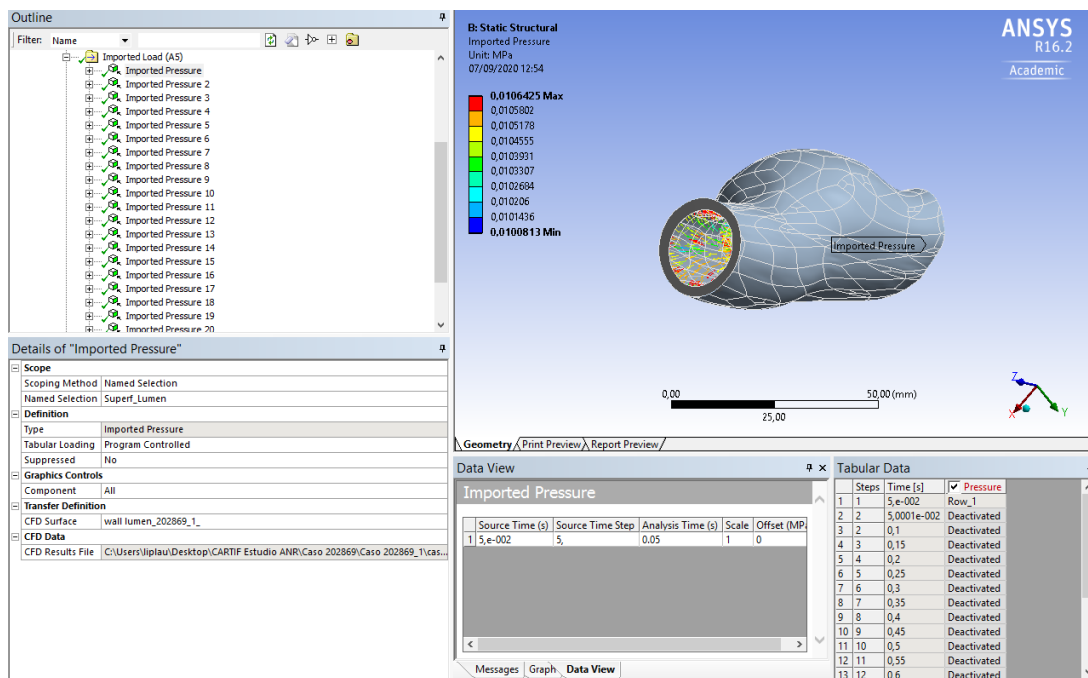 Outline
Filter: Name
Imported Load (A5)
Imported Pressure
Imported Pressure 2
Imported Pressure 3
Imported Pressure 4
Imported Pressure 5
Imported Pressure 6
Imported Pressure 7
Imported Pressure 8
Imported Pressure 9
Imported Pressure 10
Imported Pressure 11
Imported Pressure 12
Imported Pressure 13
Imported Pressure 14
Imported Pressure 15
Imported Pressure 16
Imported Pressure 17
Imported Pressure 18
Imported Pressure 19
Imported Pressure 20
Details of "Imported Pressure"
Scope
Scoping Method Named Selection
Named Selection Superf_Lumen
Definition
Type Imported Pressure
Tabular Loading Program Controlled
Suppressed No
Graphics Controls
Component All
Transfer Definition
CFD Surface wall lumen_202869_1_
CFD Data
CFD Results File C:\Users\liplau\Desktop\CARTIF Estudio ANR\Caso 202869\Caso 202869_1\cas...
B: Static Structural
Imported Pressure
Unit: MPa
07/09/2020 12:54
0,0106425 Max
0,0105802
0,0105178
0,0104555
0,0103931
0,0103307
0,0102684
0,010206
0,0101436
0,0100813 Min
ANSYS
R16.2
Academic
Imported Pressure
0,00 50,00 (mm)
25,00
Z
X Y
Geometry Print Preview Report Preview
Data View
Imported Pressure
Source Time (s) Source Time Step Analysis Time (s) Scale Offset (MPa
1 5,e-002 5, 0.05 1 0
Messages Graph Data View
Tabular Data
Steps Time [s] Pressure
1 1 5,e-002 Row_1
2 2 5,0001e-002 Deactivated
3 2 0,1 Deactivated
4 3 0,15 Deactivated
5 4 0,2 Deactivated
6 5 0,25 Deactivated
7 6 0,3 Deactivated
8 7 0,35 Deactivated
9 8 0,4 Deactivated
10 9 0,45 Deactivated
11 10 0,5 Deactivated
12 11 0,55 Deactivated
13 12 0,6 Deactivated